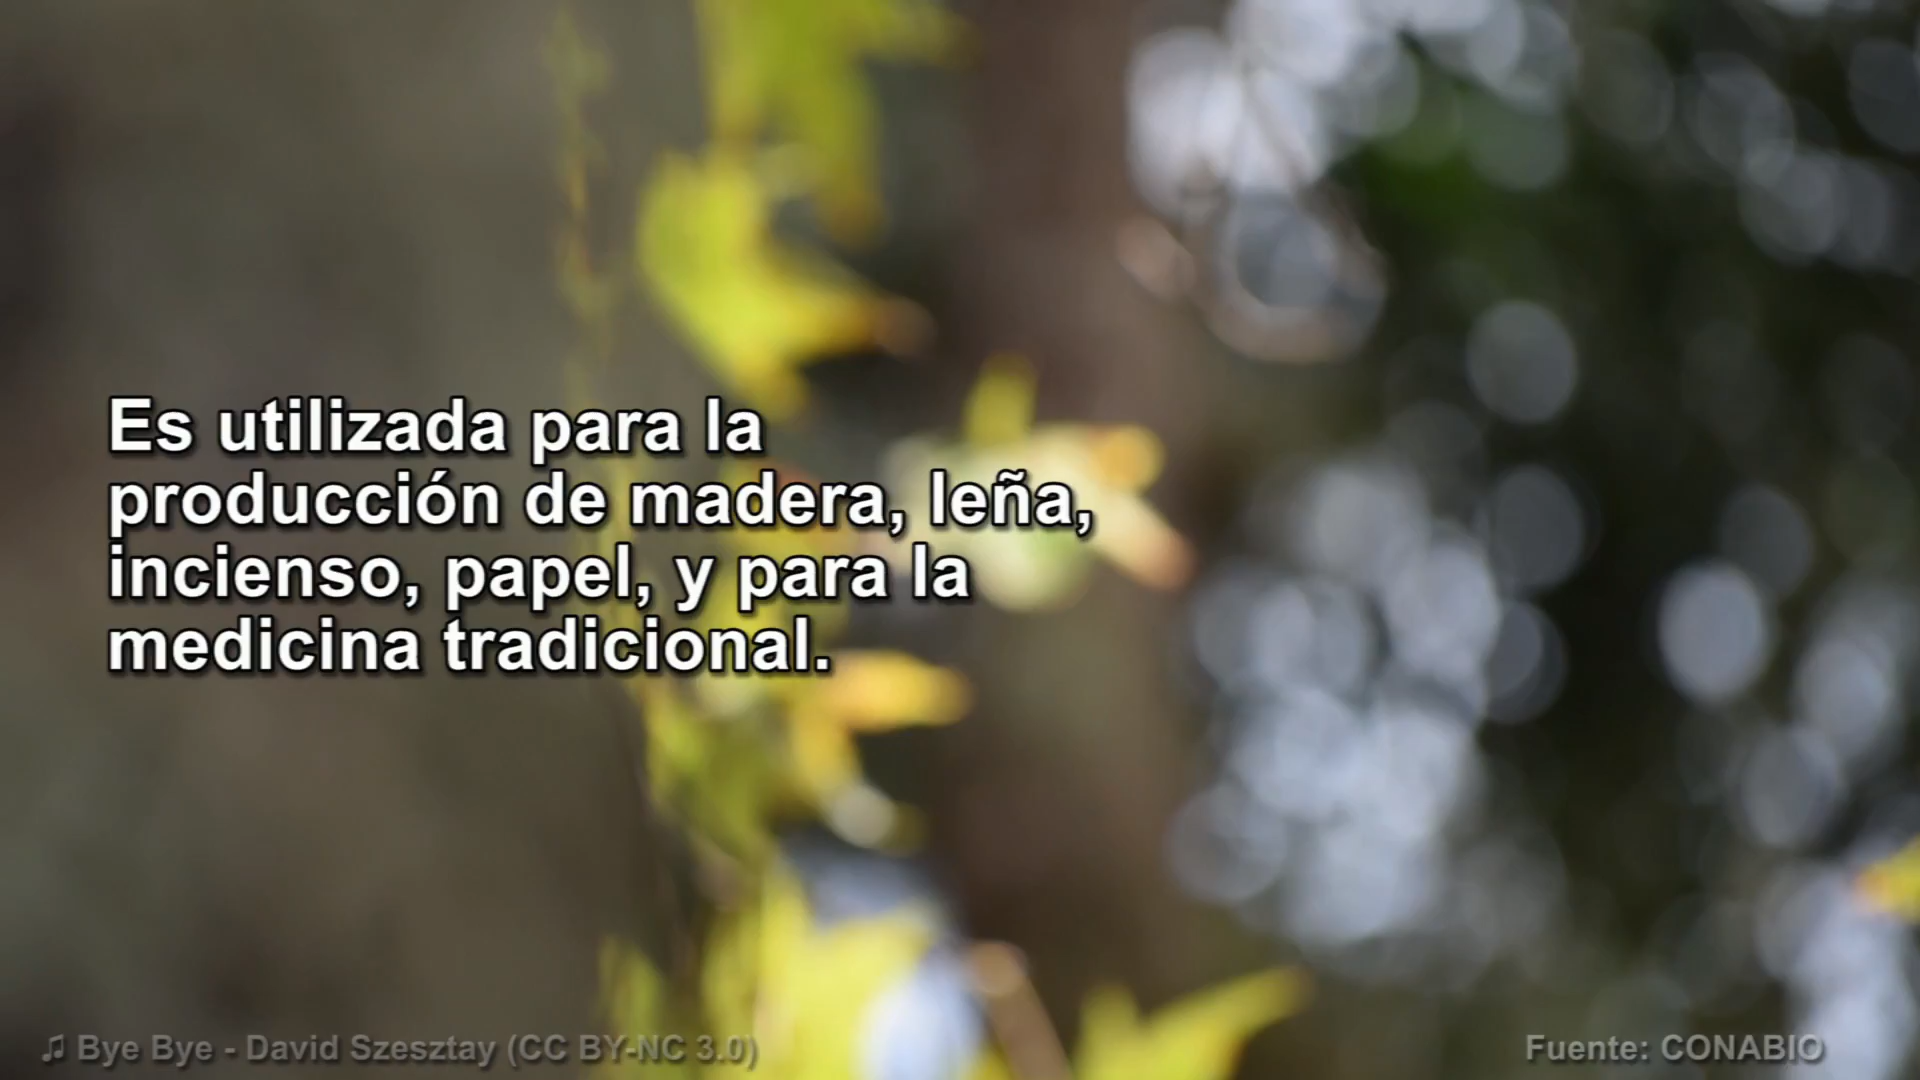 Es utilizada para la
producción de madera, leña,
incienso, papel, y para la
medicina tradicional.
♫ Bye Bye - David Szesztay (CC BY-NC 3.0)
Fuente: CONABIO